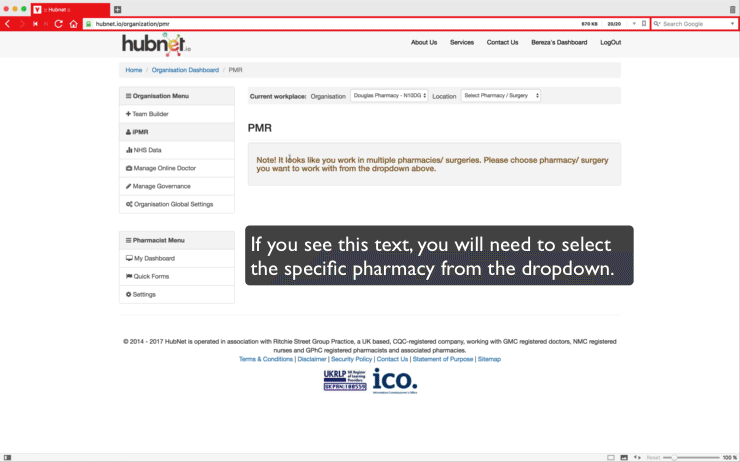 :: Hubnet ::
hubnet.io/organization/pmr
970 KB
20/20
Search Google
hubnet.io
About Us
Services
Contact Us
Bereza's Dashboard
LogOut
Home / Organisation Dashboard / PMR
Organisation Menu
Team Builder
iPMR
NHS Data
Manage Online Doctor
Manage Governance
Organisation Global Settings
Pharmacist Menu
My Dashboard
Quick Forms
Settings
Current workplace: Organisation Douglas Pharmacy - N10DG Location Select Pharmacy / Surgery
PMR
Note! It looks like you work in multiple pharmacies/ surgeries. Please choose pharmacy/ surgery
you want to work with from the dropdown above.
If you see this text, you will need to select
the specific pharmacy from the dropdown.
© 2014 - 2017 HubNet is operated in association with Ritchie Street Group Practice, a UK based, CQC-registered company, working with GMC registered doctors, NMC registered
nurses and GPhC registered pharmacists and associated pharmacies.
Terms & Conditions | Disclaimer | Security Policy | Contact Us | Statement of Purpose | Sitemap
UKRLP UK Register
of Learning
Providers
UKPRN:
ico.
Information Commissioner's Office
Reset
100 %